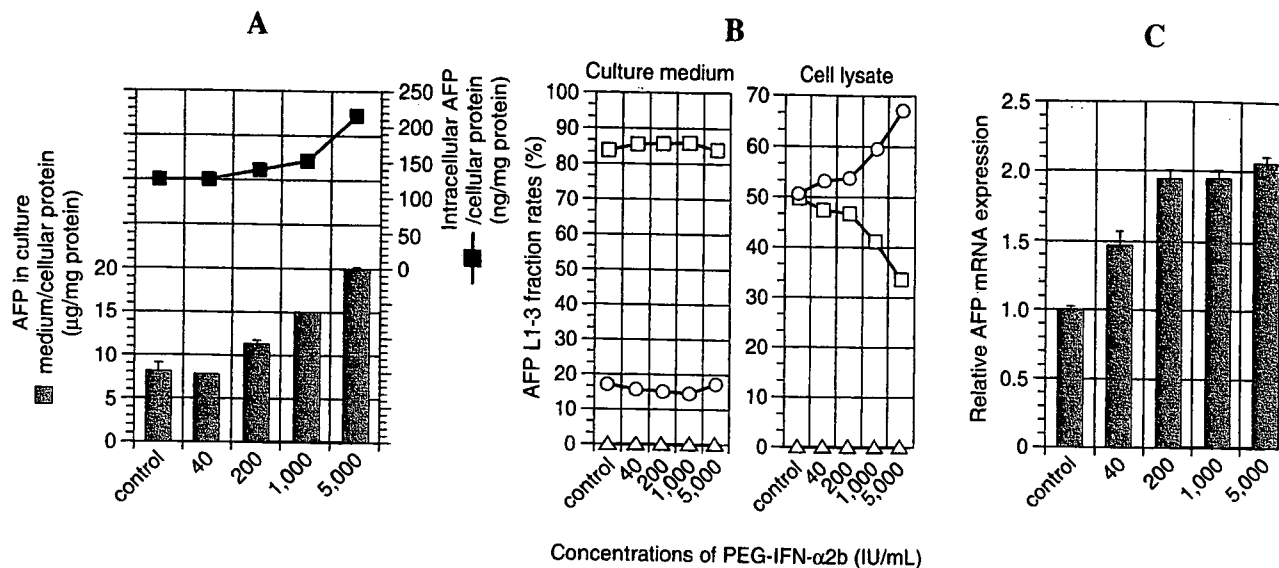 A
B
C
AFP in culture
medium/cellular protein
(µg/mg protein)
20
15
10
5
0
250
200
150
100
50
0
Intracellular AFP
/cellular protein
(ng/mg protein)
control
40
200
1,000
5,000
Culture medium
Cell lysate
AFP L1-3 fraction rates (%)
100
90
80
70
60
50
40
30
20
10
0
70
60
50
40
30
20
10
0
control
40
200
1,000
5,000
control
40
200
1,000
5,000
Relative AFP mRNA expression
2.5
2.0
1.5
1.0
0.5
0
control
40
200
1,000
5,000
Concentrations of PEG-IFN-α2b (IU/mL)